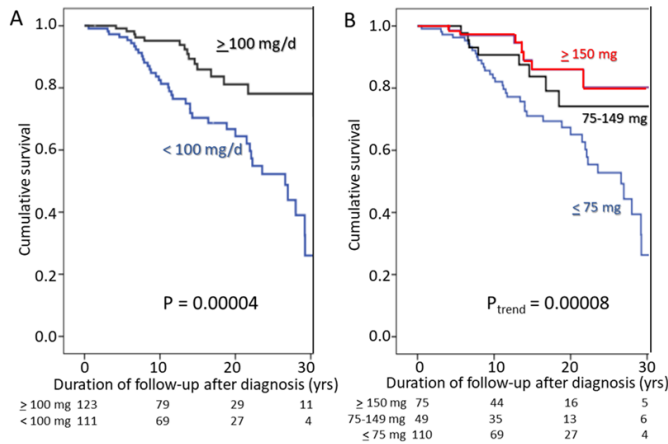 A
Cumulative survival
1.0
0.8
0.6
0.4
0.2
0.0
≥100 mg/d
< 100 mg/d
P = 0.00004
0 10 20 30
Duration of follow-up after diagnosis (yrs)
≥ 100 mg 123 79 29 11
< 100 mg 111 69 27 4
B
Cumulative survival
1.0
0.8
0.6
0.4
0.2
0.0
≥ 150 mg
75-149 mg
≤ 75 mg
Ptrend = 0.00008
0 10 20 30
Duration of follow-up after diagnosis (yrs)
≥ 150 mg 75 44 16 5
75-149 mg 49 35 13 6
≤ 75 mg 110 69 27 4